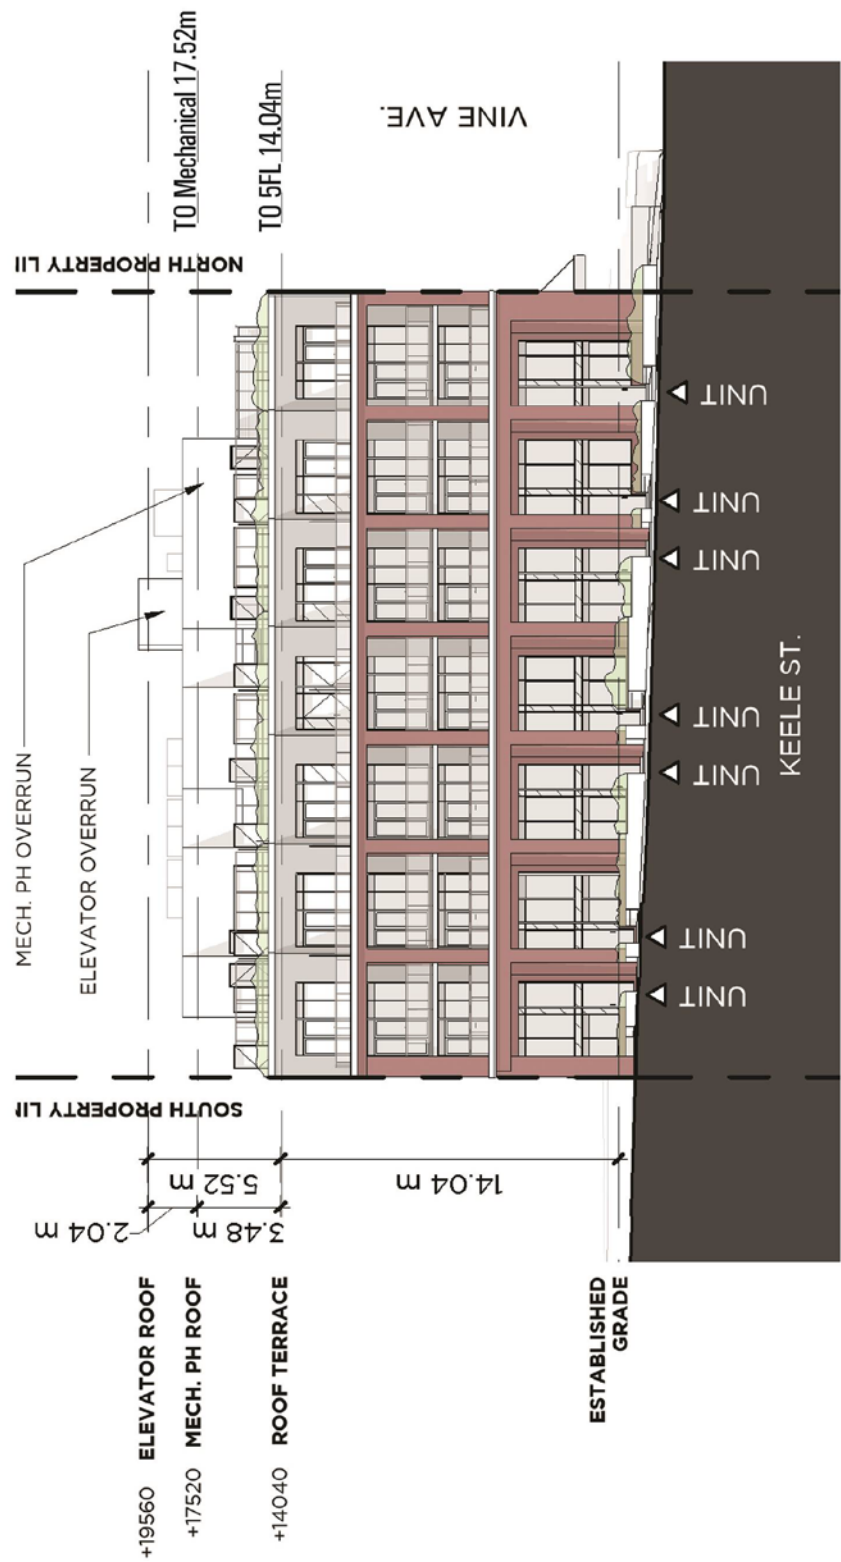 MECH. PH OVERRUN
ELEVATOR OVERRUN
TO Mechanical 17.52m
TO 5FL 14.04m
VINE AVE.
NORTH PROPERTY LI
SOUTH PROPERTY LI
2.04 m
5.52 m
3.48 m
14.04 m
+19560 ELEVATOR ROOF
+17520 MECH. PH ROOF
+14040 ROOF TERRACE
ESTABLISHED
GRADE
UNIT
UNIT
UNIT
UNIT
UNIT
UNIT
UNIT
KEELE ST.